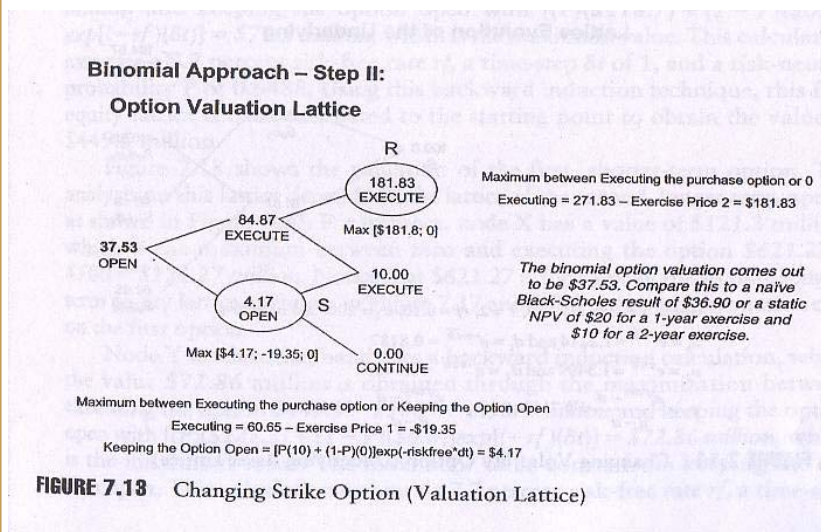 Binomial Approach – Step II:
Option Valuation Lattice
R
181.83
EXECUTE
Maximum between Executing the purchase option or 0
Executing = 271.83 – Exercise Price 2 = $181.83
84.87
EXECUTE
Max [$181.8; 0]
37.53
OPEN
10.00
EXECUTE
The binomial option valuation comes out
to be $37.53. Compare this to a naïve
Black-Scholes result of $36.90 or a static
NPV of $20 for a 1-year exercise and
$10 for a 2-year exercise.
4.17
OPEN
S
Max [$4.17; -19.35; 0]
0.00
CONTINUE
Maximum between Executing the purchase option or Keeping the Option Open
Executing = 60.65 – Exercise Price 1 = -$19.35
Keeping the Option Open = [P(10) + (1-P)(0)]exp(-riskfree*dt) = $4.17
FIGURE 7.13 Changing Strike Option (Valuation Lattice)